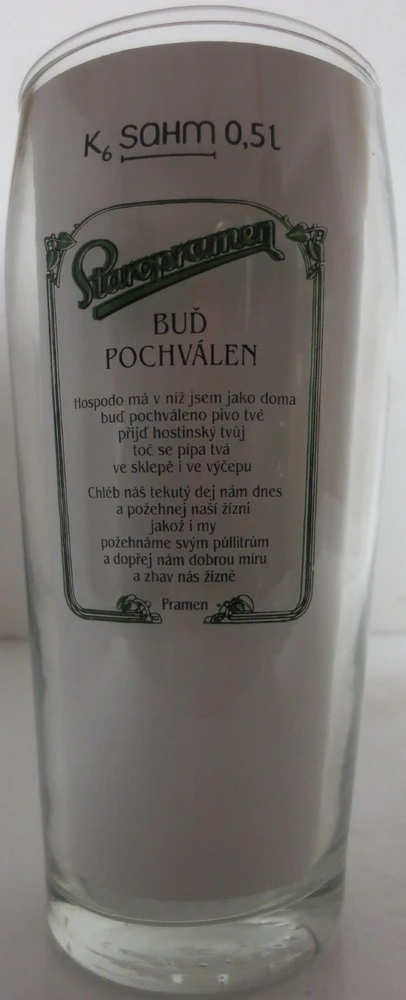 K6 SAHM 0,5l
Staropramen
BUĎ
POCHVÁLEN
Hospodo má v níž jsem jako doma
buď pochváleno pivo tvé
přijď hostinský tvůj
toč se pípa tvá
ve sklepě i ve výčepu
Chléb náš tekutý dej nám dnes
a požehnej naší žízni
jakož i my
požehnáme svým půllitrům
a dopřej nám dobrou míru
a zbav nás žízně
Pramen